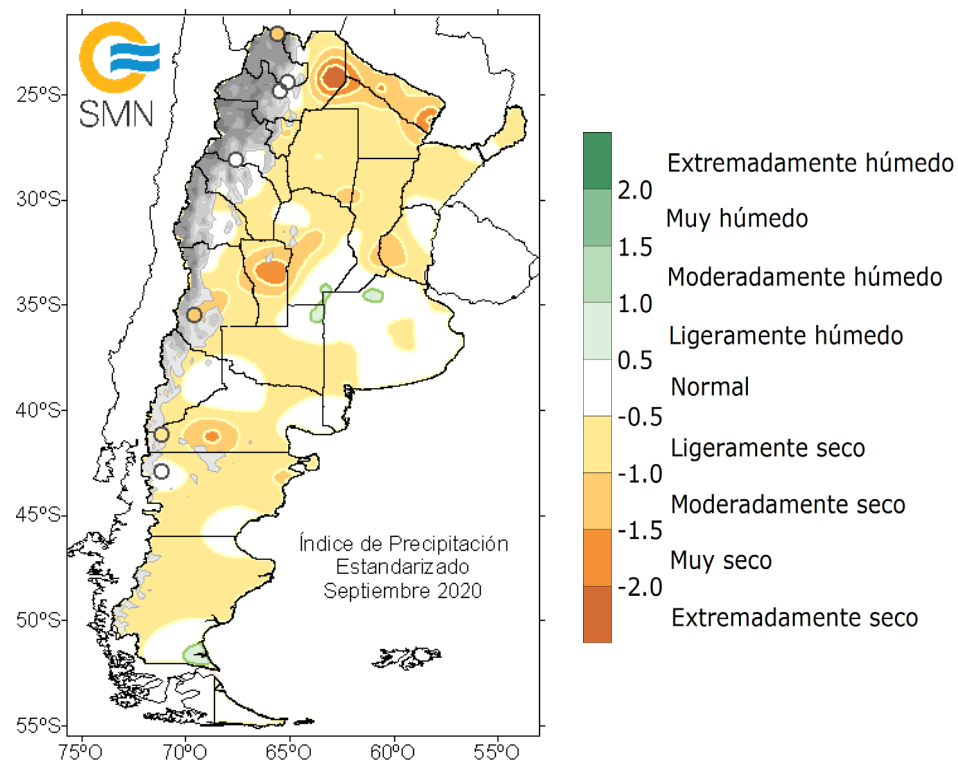 SMN
25ºS
30ºS
35ºS
40ºS
45ºS
50ºS
55ºS
75ºO
70ºO
65ºO
60ºO
55ºO
Índice de Precipitación
Estandarizado
Septiembre 2020
Extremadamente húmedo
2.0
Muy húmedo
1.5
Moderadamente húmedo
1.0
Ligeramente húmedo
0.5
Normal
-0.5
Ligeramente seco
-1.0
Moderadamente seco
-1.5
Muy seco
-2.0
Extremadamente seco